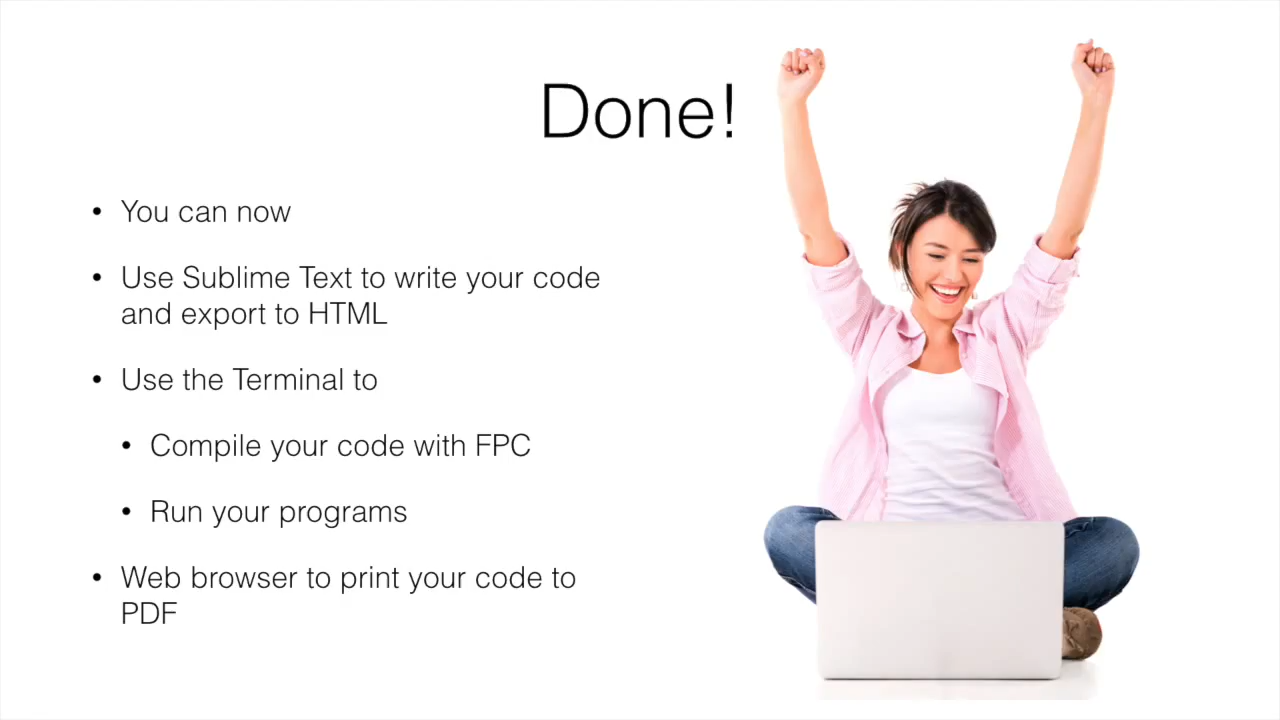 Done!
• You can now
• Use Sublime Text to write your code
and export to HTML
• Use the Terminal to
• Compile your code with FPC
• Run your programs
• Web browser to print your code to
PDF